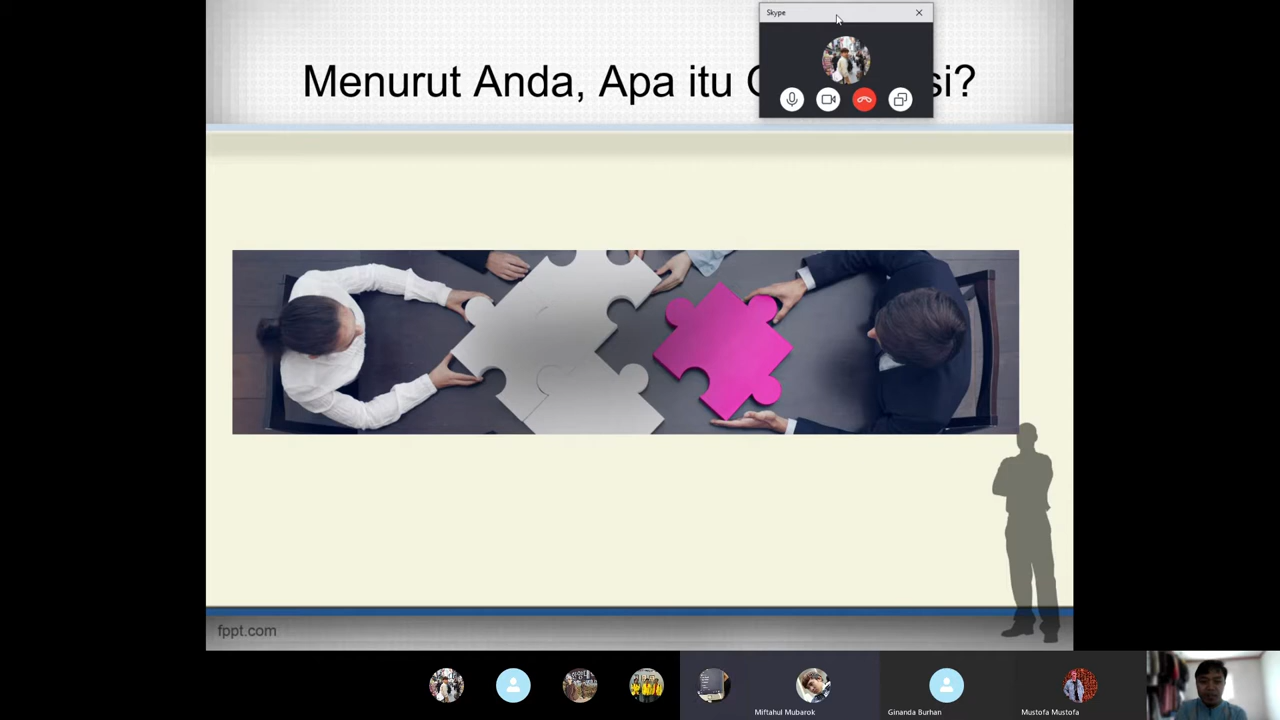 Skype
Menurut Anda, Apa itu si?
fppt.com
Miftahul Mubarok
Ginanda Burhan
Mustofa Mustofa